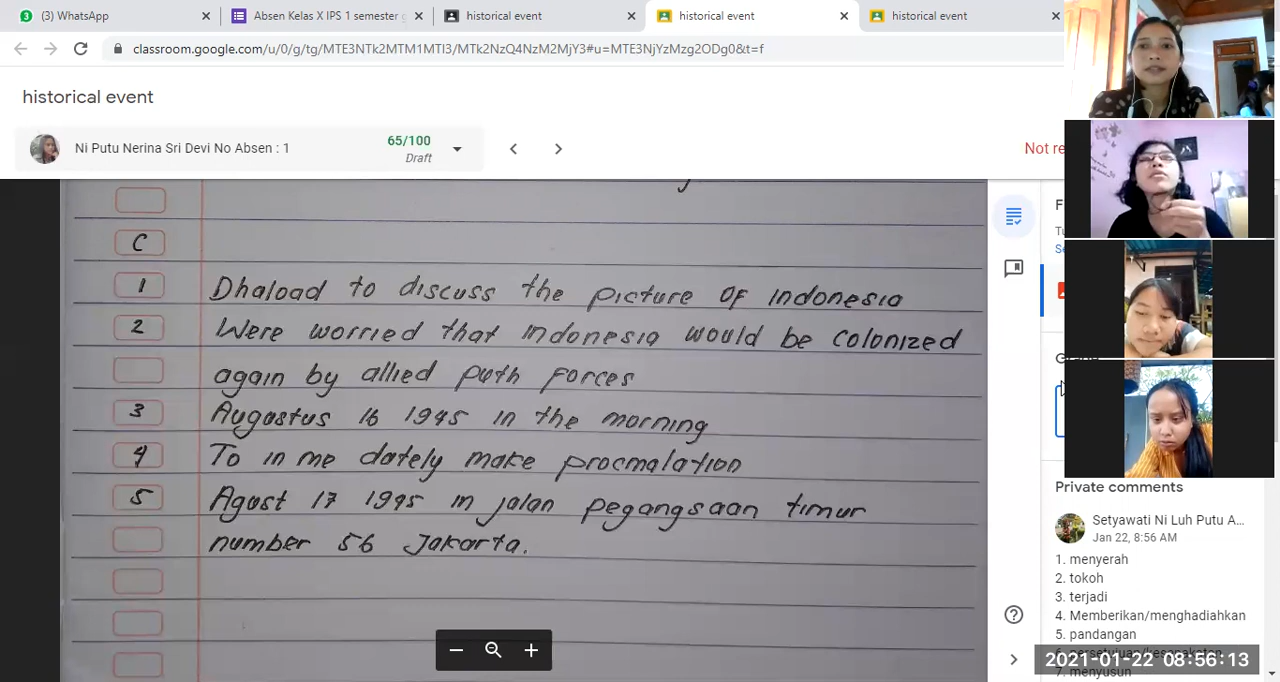 (3) WhatsApp
Absen Kelas X IPS 1 semester
historical event
historical event
historical event
classroom.google.com/u/0/g/tg/MTE3NTk2MTM1MTI3/MTk2NzQ4NzM2MjY3#u=MTE3NjYzMzg2ODg0&t=f
historical event
Ni Putu Nerina Sri Devi No Absen : 1
65/100
Draft
Not re
C
1 Dhaload to discuss the picture OF indonesia
2 Were worried that indonesia would be colonized
again by allied puth forces
3 Augustus 16 1945 in the morning
4 To in me dately make procmalation
5 Agust 17 1945 in jalan pegangsaan timur
number 56 Jakarta.
Private comments
Setyawati Ni Luh Putu A...
Jan 22, 8:56 AM
1. menyerah
2. tokoh
3. terjadi
4. Memberikan/menghadiahkan
5. pandangan
7. menyusun
2021-01-22 08:56:13